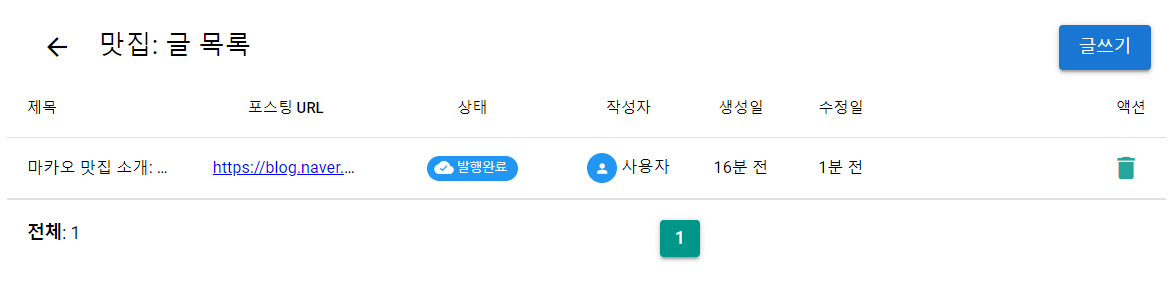 맛집: 글 목록
글쓰기
제목 포스팅 URL 상태 작성자 생성일 수정일 액션
마카오 맛집 소개: ... https://blog.naver.... 발행완료 사용자 16분 전 1분 전
전체: 1
1